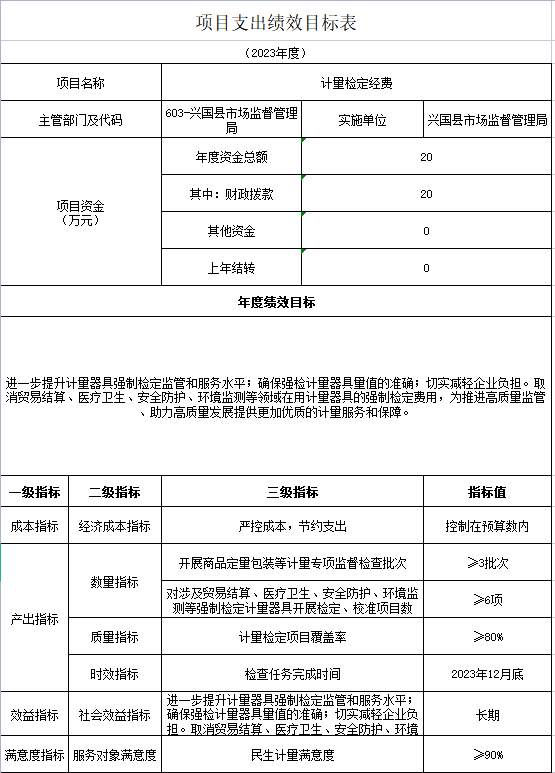 项目支出绩效目标表
（2023年度）
项目名称
计量检定经费
主管部门及代码
603-兴国县市场监督管理
局
实施单位
兴国县市场监督管理局
项目资金
（万元）
年度资金总额
20
其中：财政拨款
20
其他资金
0
上年结转
0
年度绩效目标
进一步提升计量器具强制检定监管和服务水平；确保强检计量器具量值的准确；切实减轻企业负担。取
消贸易结算、医疗卫生、安全防护、环境监测等领域在用计量器具的强制检定费用，为推进高质量监管
、助力高质量发展提供更加优质的计量服务和保障。
一级指标
二级指标
三级指标
指标值
成本指标
经济成本指标
严控成本，节约支出
控制在预算数内
产出指标
数量指标
开展商品定量包装等计量专项监督检查批次
≥3批次
对涉及贸易结算、医疗卫生、安全防护、环境监
测等强制检定计量器具开展检定、校准项目数
≥6项
质量指标
计量检定项目覆盖率
≥80%
时效指标
检查任务完成时间
2023年12月底
效益指标
社会效益指标
进一步提升计量器具强制检定监管和服务水平；
确保强检计量器具量值的准确；切实减轻企业负
担。取消贸易结算、医疗卫生、安全防护、环境
长期
满意度指标
服务对象满意度
民生计量满意度
≥90%